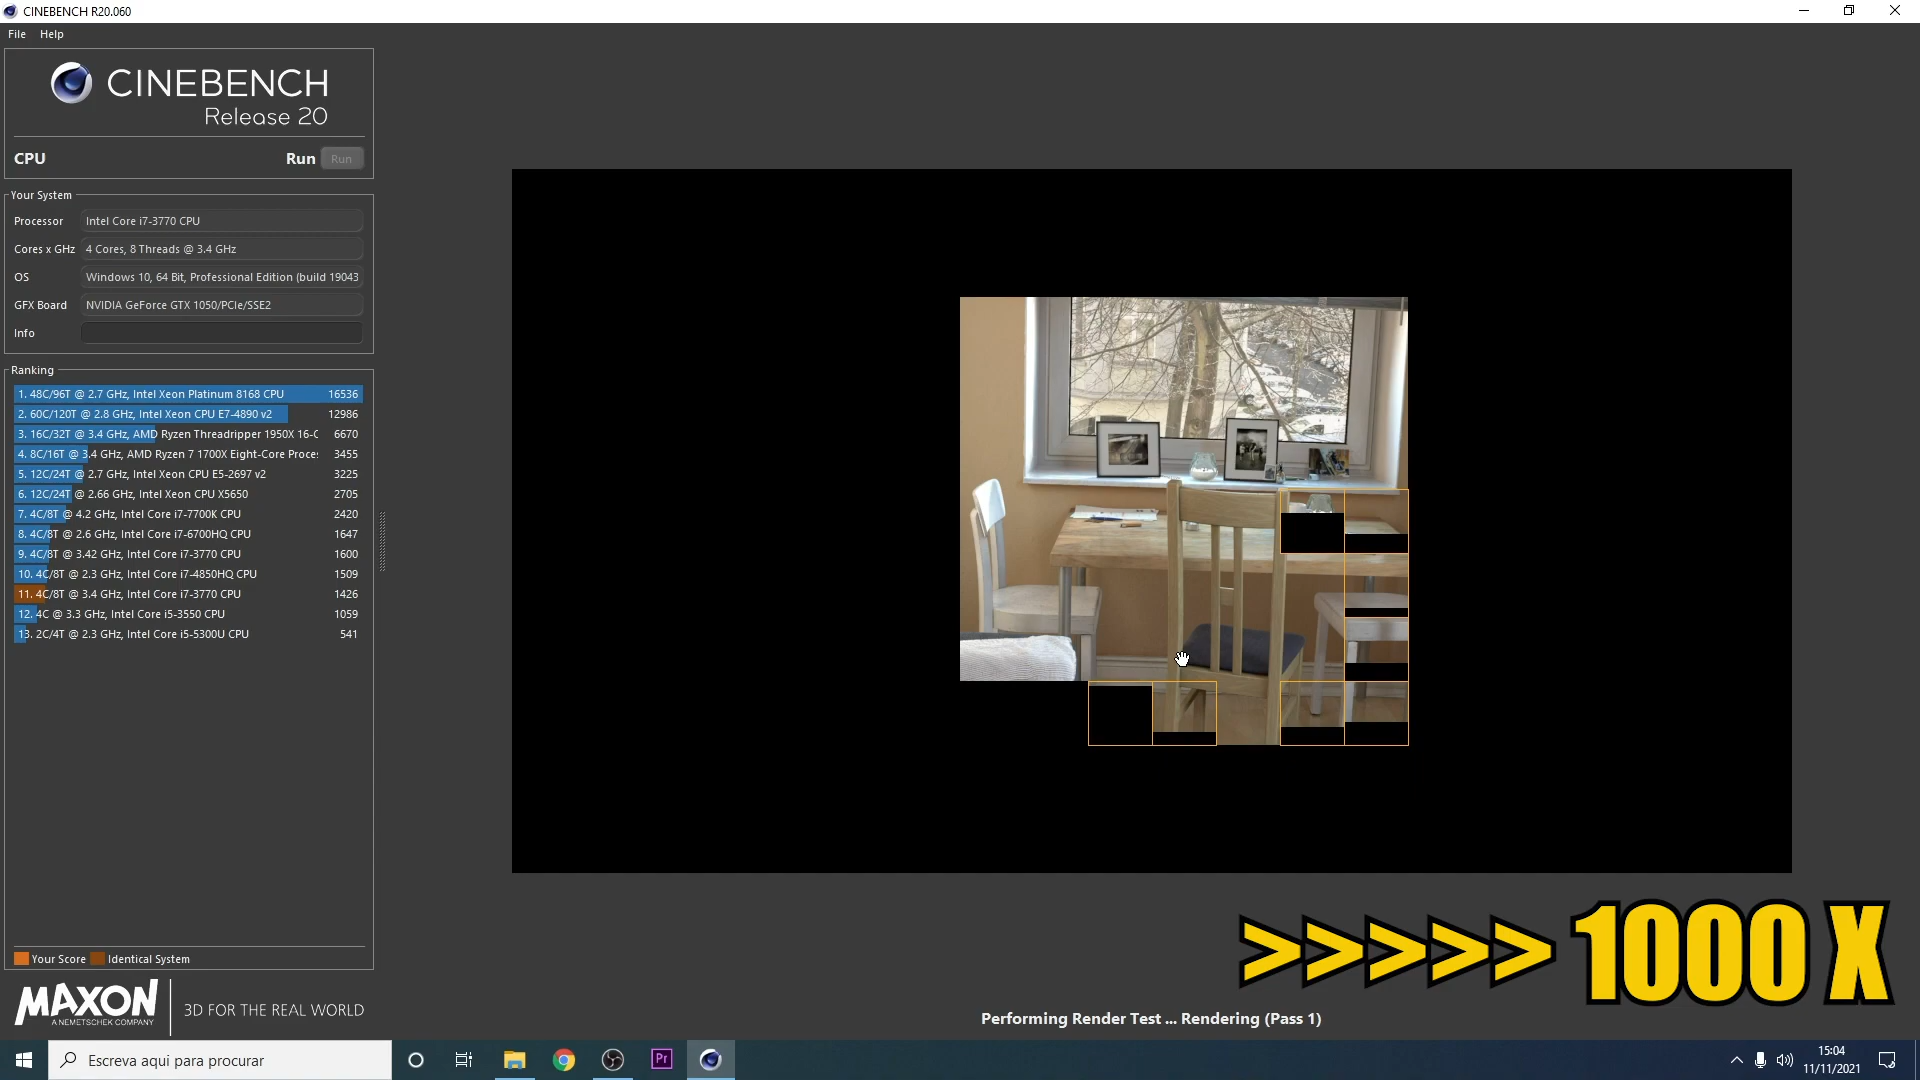 CINEBENCH R20.060
File Help
CINEBENCH
Release 20
CPU Run Run
Your System
Processor Intel Core i7-3770 CPU
Cores x GHz 4 Cores, 8 Threads @ 3.4 GHz
OS Windows 10, 64 Bit, Professional Edition (build 19043
GFX Board NVIDIA GeForce GTX 1050/PCIe/SSE2
Info
Ranking
1. 48C/96T @ 2.7 GHz, Intel Xeon Platinum 8168 CPU 16536
2. 60C/120T @ 2.8 GHz, Intel Xeon CPU E7-4890 v2 12986
3. 16C/32T @ 3.4 GHz, AMD Ryzen Threadripper 1950X 16-C 6670
4. 8C/16T @ 3.4 GHz, AMD Ryzen 7 1700X Eight-Core Proces 3455
5. 12C/24T @ 2.7 GHz, Intel Xeon CPU E5-2697 v2 3225
6. 12C/24T @ 2.66 GHz, Intel Xeon CPU X5650 2705
7. 4C/8T @ 4.2 GHz, Intel Core i7-7700K CPU 2420
8. 4C/8T @ 2.6 GHz, Intel Core i7-6700HQ CPU 1647
9. 4C/8T @ 3.42 GHz, Intel Core i7-3770 CPU 1600
10. 4C/8T @ 2.3 GHz, Intel Core i7-4850HQ CPU 1509
11. 4C/8T @ 3.4 GHz, Intel Core i7-3770 CPU 1426
12. 4C @ 3.3 GHz, Intel Core i5-3550 CPU 1059
13. 2C/4T @ 2.3 GHz, Intel Core i5-5300U CPU 541
Your Score Identical System
MAXON
A NEMETSCHEK COMPANY
3D FOR THE REAL WORLD
>>>>> 1000 X
Performing Render Test ... Rendering (Pass 1)
Escreva aqui para procurar
Pr
15:04
11/11/2021